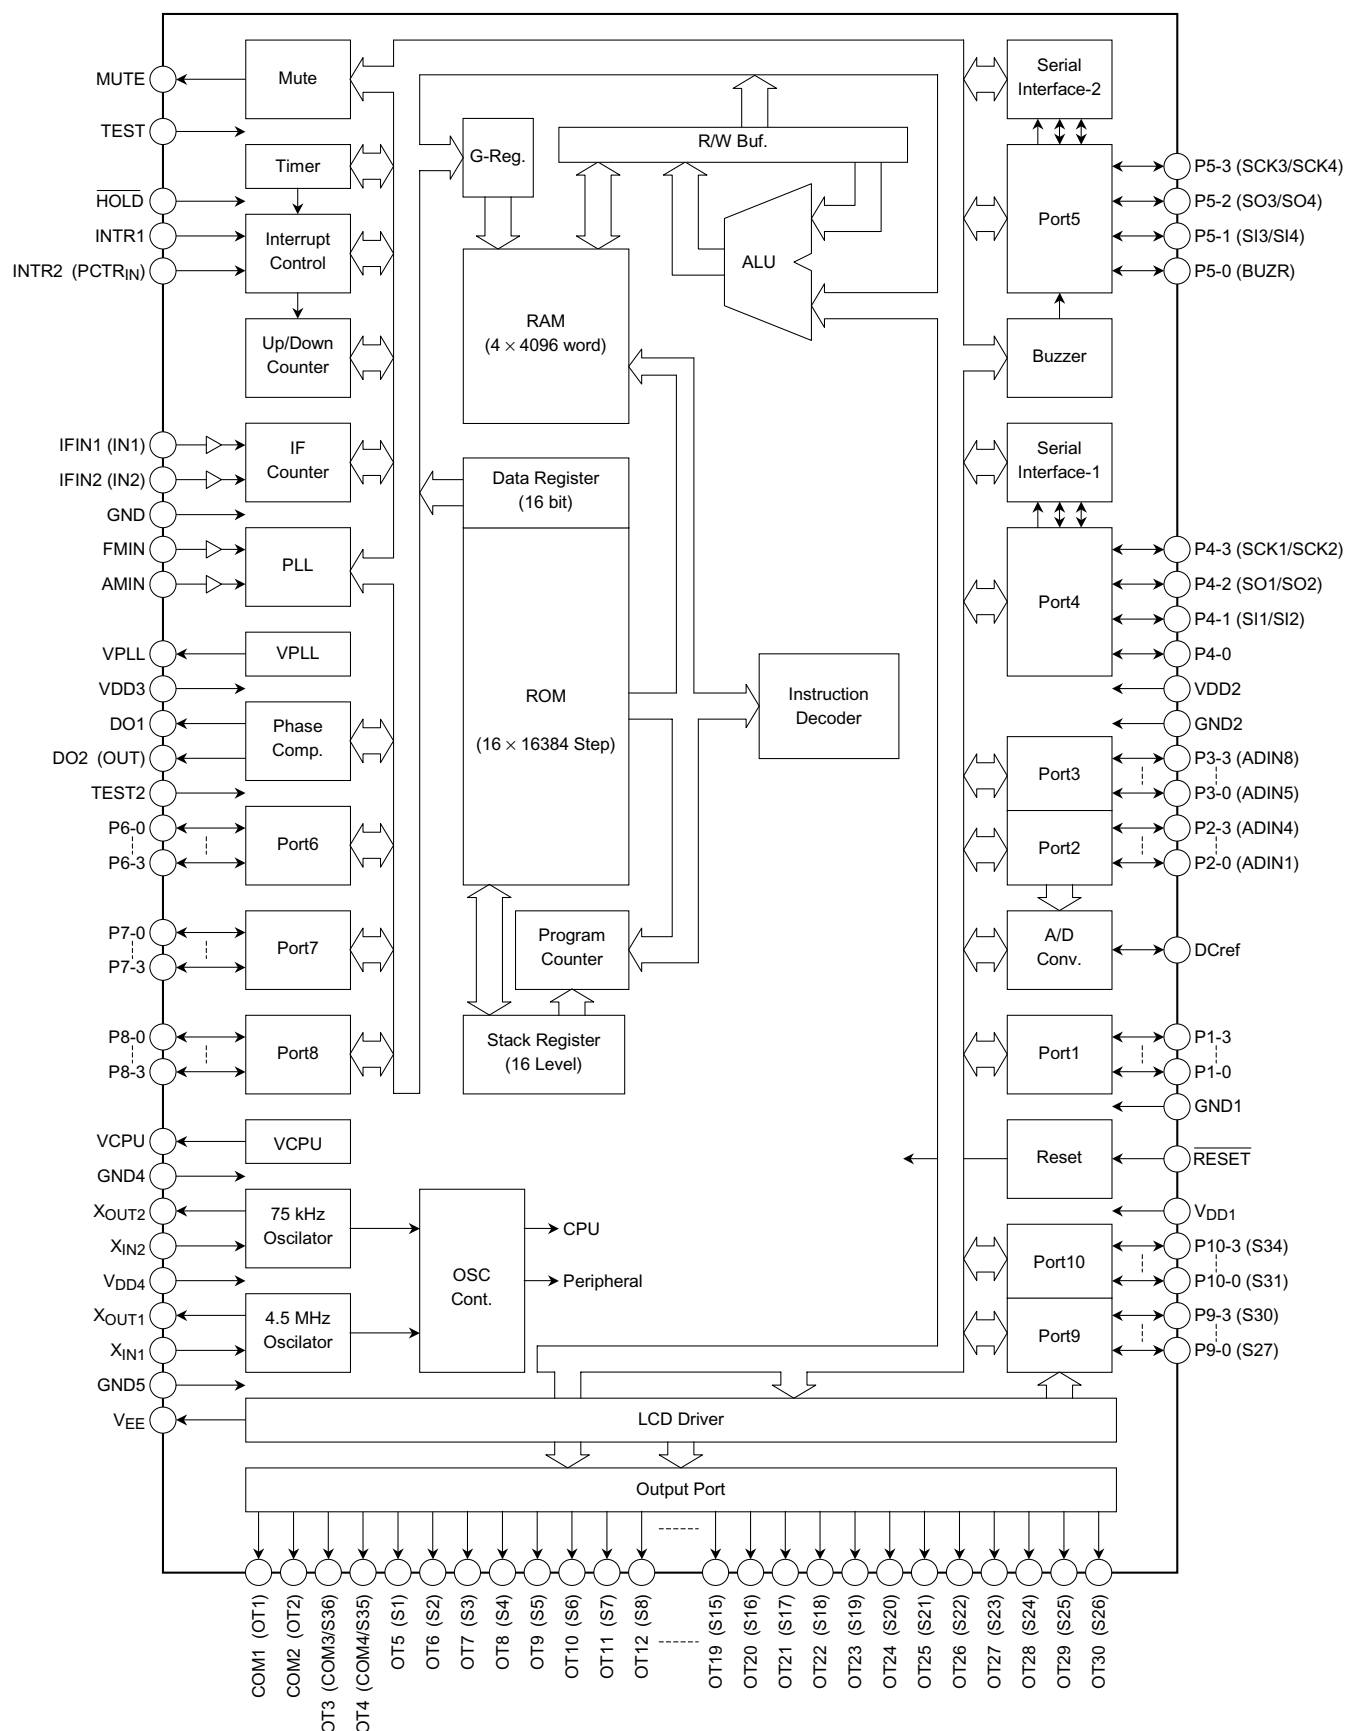 MUTE
TEST
HOLD
INTR1
INTR2 (PCTRIN)
IFIN1 (IN1)
IFIN2 (IN2)
GND
FMIN
AMIN
VPLL
VDD3
DO1
DO2 (OUT)
TEST2
P6-0
P6-3
P7-0
P7-3
P8-0
P8-3
VCPU
GND4
XOUT2
XIN2
VDD4
XOUT1
XIN1
GND5
VEE
Mute
Timer
Interrupt
Control
Up/Down
Counter
IF
Counter
PLL
VPLL
Phase
Comp.
Port6
Port7
Port8
VCPU
75 kHz
Oscilator
4.5 MHz
Oscilator
OSC
Cont.
CPU
Peripheral
G-Reg.
R/W Buf.
ALU
RAM
(4 × 4096 word)
Data Register
(16 bit)
ROM
(16 × 16384 Step)
Instruction
Decoder
Program
Counter
Stack Register
(16 Level)
Serial
Interface-2
Port5
Buzzer
Serial
Interface-1
Port4
Port3
Port2
A/D
Conv.
Port1
Reset
Port10
Port9
P5-3 (SCK3/SCK4)
P5-2 (SO3/SO4)
P5-1 (SI3/SI4)
P5-0 (BUZR)
P4-3 (SCK1/SCK2)
P4-2 (SO1/SO2)
P4-1 (SI1/SI2)
P4-0
VDD2
GND2
P3-3 (ADIN8)
P3-0 (ADIN5)
P2-3 (ADIN4)
P2-0 (ADIN1)
DCref
P1-3
P1-0
GND1
RESET
VDD1
P10-3 (S34)
P10-0 (S31)
P9-3 (S30)
P9-0 (S27)
LCD Driver
Output Port
COM1 (OT1)
COM2 (OT2)
OT3 (COM3/S36)
OT4 (COM4/S35)
OT5 (S1)
OT6 (S2)
OT7 (S3)
OT8 (S4)
OT9 (S5)
OT10 (S6)
OT11 (S7)
OT12 (S8)
OT19 (S15)
OT20 (S16)
OT21 (S17)
OT22 (S18)
OT23 (S19)
OT24 (S20)
OT25 (S21)
OT26 (S22)
OT27 (S23)
OT28 (S24)
OT29 (S25)
OT30 (S26)